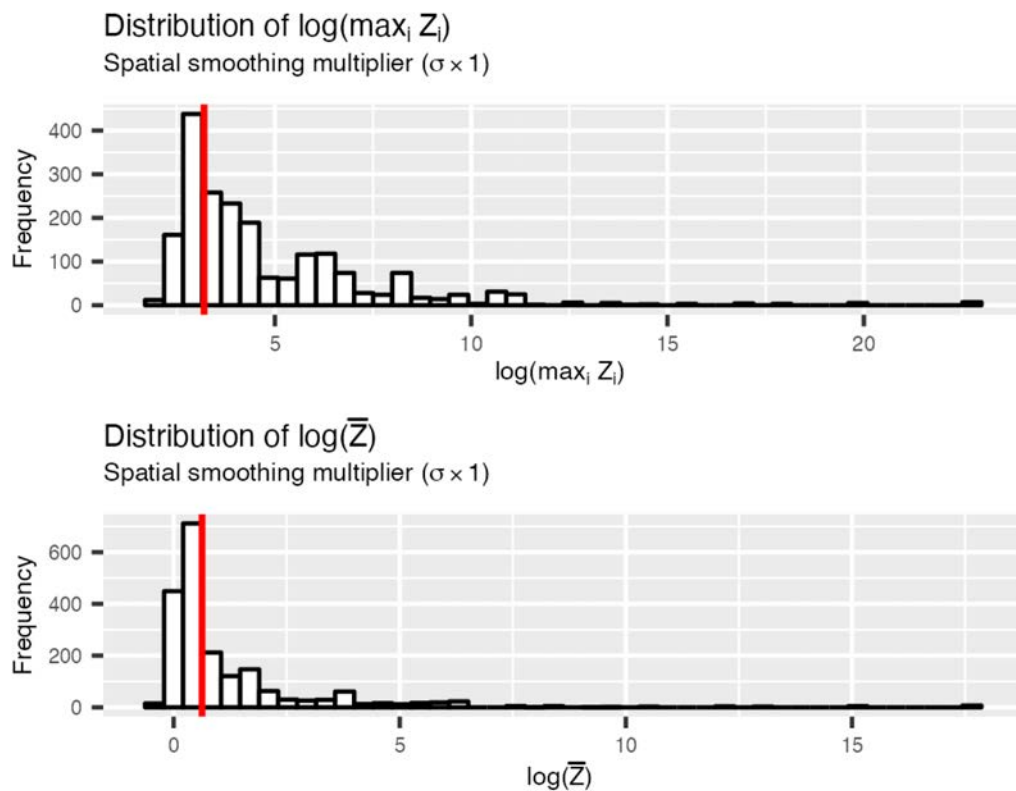 Distribution of log(maxᵢ Zᵢ)
Spatial smoothing multiplier (σ × 1)
Frequency
400
300
200
100
0
5
10
15
20
log(maxᵢ Zᵢ)
Distribution of log(Z̅)
Spatial smoothing multiplier (σ × 1)
Frequency
600
400
200
0
0
5
10
15
log(Z̅)